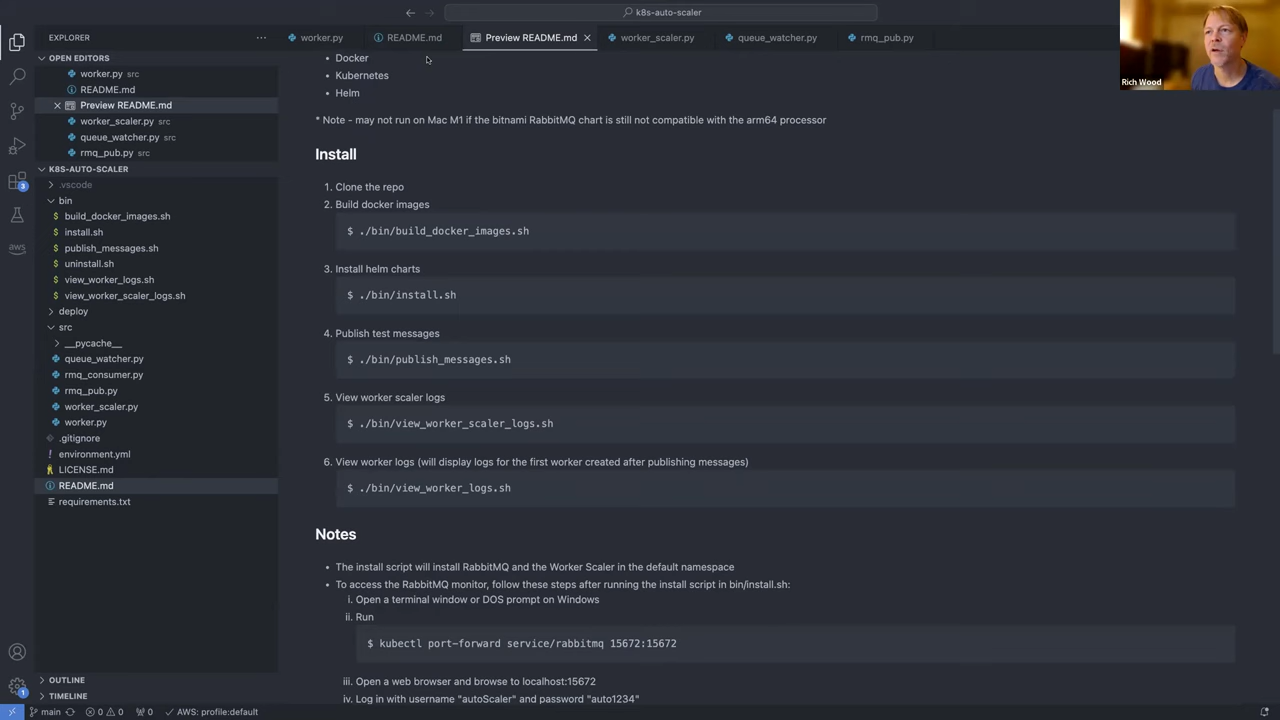 k8s-auto-scaler
EXPLORER
worker.py
README.md
Preview README.md
worker_scaler.py
queue_watcher.py
rmq_pub.py
OPEN EDITORS
worker.py src
README.md
Preview README.md
worker_scaler.py src
queue_watcher.py src
rmq_pub.py src
K8S-AUTO-SCALER
.vscode
bin
build_docker_images.sh
install.sh
publish_messages.sh
uninstall.sh
view_worker_logs.sh
view_worker_scaler_logs.sh
deploy
src
__pycache__
queue_watcher.py
rmq_consumer.py
rmq_pub.py
worker_scaler.py
worker.py
.gitignore
environment.yml
LICENSE.md
README.md
requirements.txt
OUTLINE
TIMELINE
3
aws
1
• Docker
• Kubernetes
• Helm
* Note - may not run on Mac M1 if the bitnami RabbitMQ chart is still not compatible with the arm64 processor
Install
1. Clone the repo
2. Build docker images
$ ./bin/build_docker_images.sh
3. Install helm charts
$ ./bin/install.sh
4. Publish test messages
$ ./bin/publish_messages.sh
5. View worker scaler logs
$ ./bin/view_worker_scaler_logs.sh
6. View worker logs (will display logs for the first worker created after publishing messages)
$ ./bin/view_worker_logs.sh
Notes
• The install script will install RabbitMQ and the Worker Scaler in the default namespace
• To access the RabbitMQ monitor, follow these steps after running the install script in bin/install.sh:
i. Open a terminal window or DOS prompt on Windows
ii. Run
$ kubectl port-forward service/rabbitmq 15672:15672
iii. Open a web browser and browse to localhost:15672
iv. Log in with username "autoScaler" and password "auto1234"
main
0 0
0
AWS: profile:default
Rich Wood